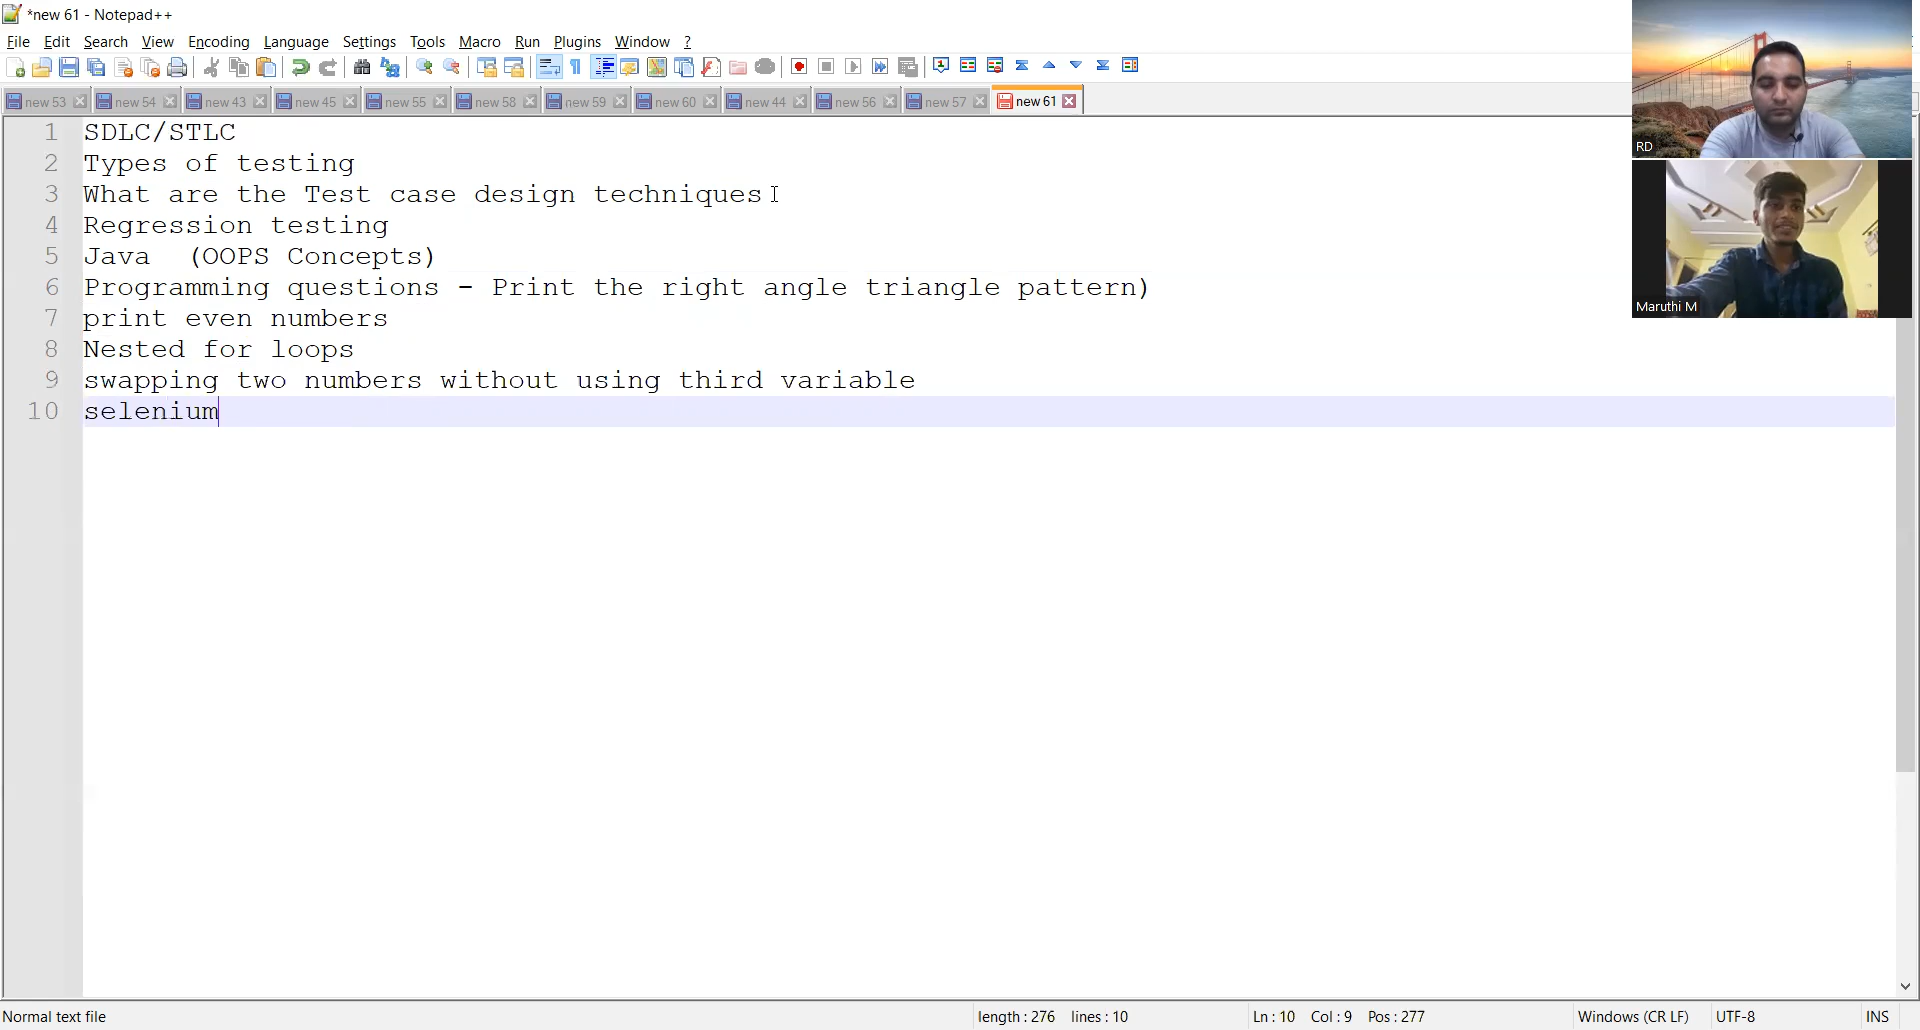 *new 61 - Notepad++
File Edit Search View Encoding Language Settings Tools Macro Run Plugins Window ?
new 53 new 54 new 43 new 45 new 55 new 58 new 59 new 60 new 44 new 56 new 57 new 61
1 SDLC/STLC
2 Types of testing
3 What are the Test case design techniques
4 Regression testing
5 Java (OOPS Concepts)
6 Programming questions - Print the right angle triangle pattern)
7 print even numbers
8 Nested for loops
9 swapping two numbers without using third variable
10 selenium
RD
Maruthi M
Normal text file length : 276 lines : 10 Ln : 10 Col : 9 Pos : 277 Windows (CR LF) UTF-8 INS